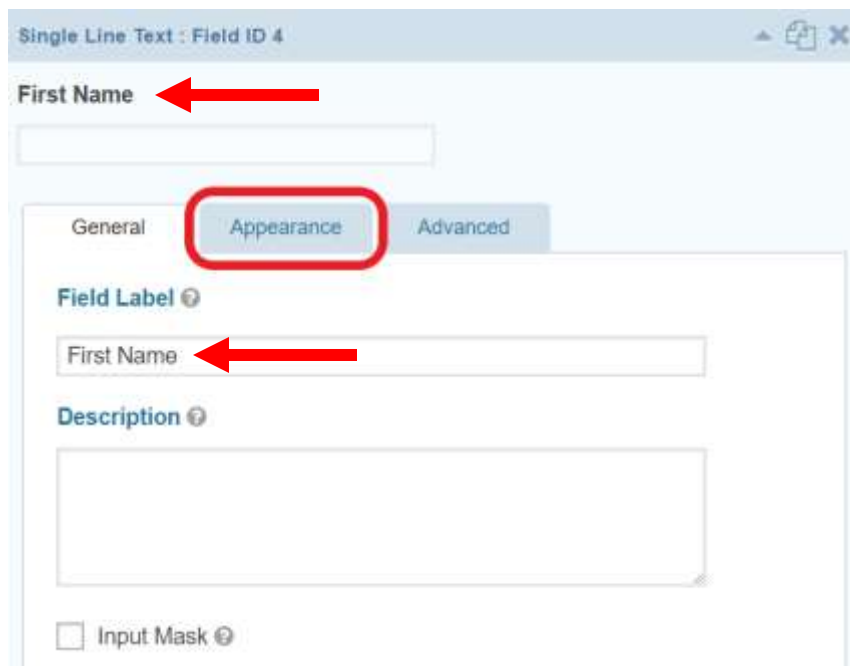 Single Line Text : Field ID 4
First Name
General Appearance Advanced
Field Label
First Name
Description
Input Mask